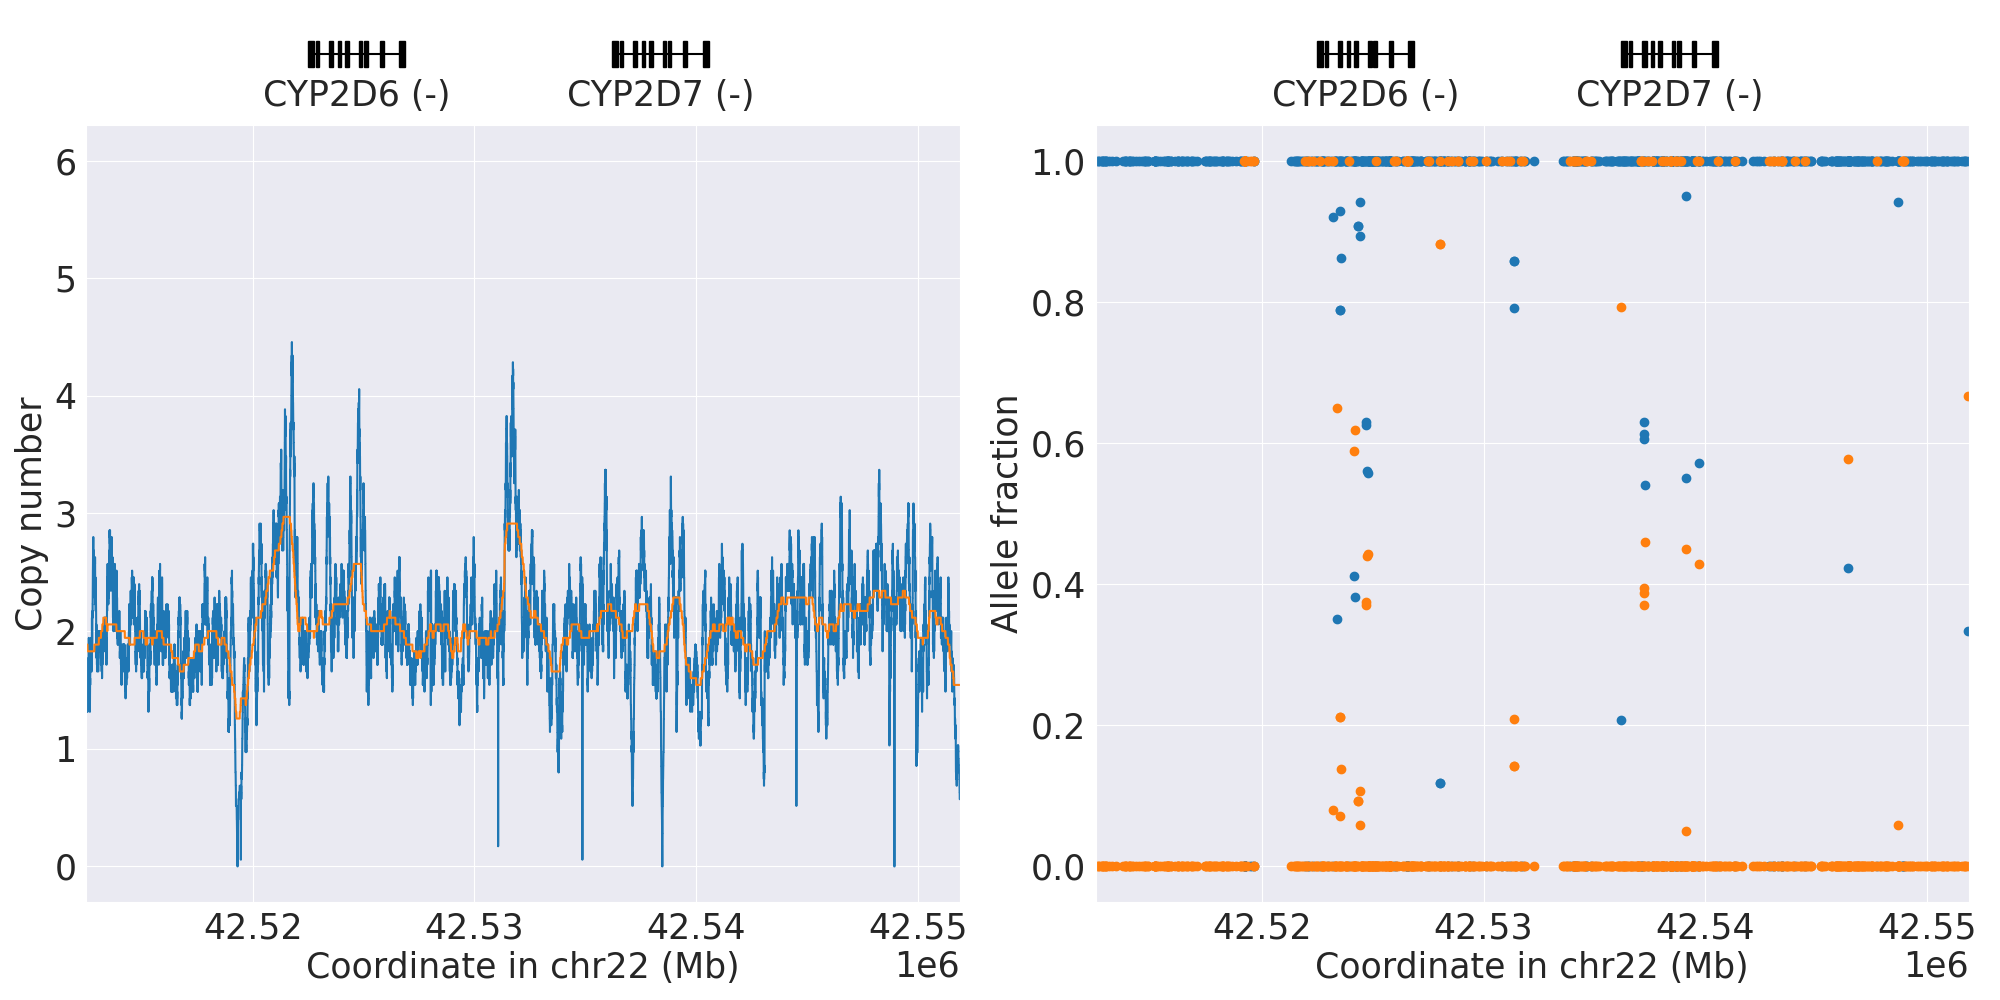 CYP2D6 (-)
CYP2D7 (-)
6
5
4
3
2
1
0
Copy number
42.52
42.53
42.54
42.55
Coordinate in chr22 (Mb)
1e6
CYP2D6 (-)
CYP2D7 (-)
1.0
0.8
0.6
0.4
0.2
0.0
Allele fraction
42.52
42.53
42.54
42.55
Coordinate in chr22 (Mb)
1e6